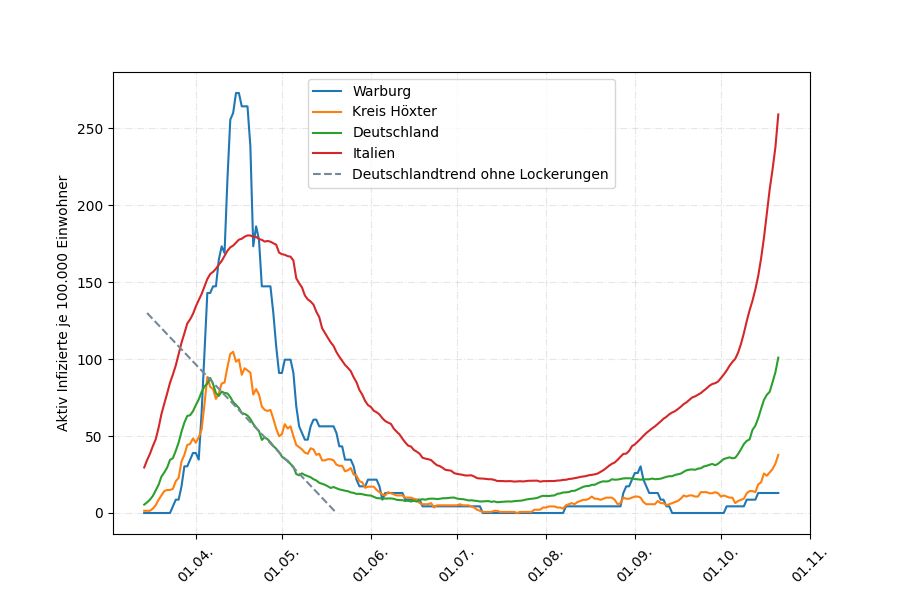 Warburg
Kreis Höxter
Deutschland
Italien
Deutschlandtrend ohne Lockerungen
Aktiv Infizierte je 100.000 Einwohner
250
200
150
100
50
0
01.04.
01.05.
01.06.
01.07.
01.08.
01.09.
01.10.
01.11.